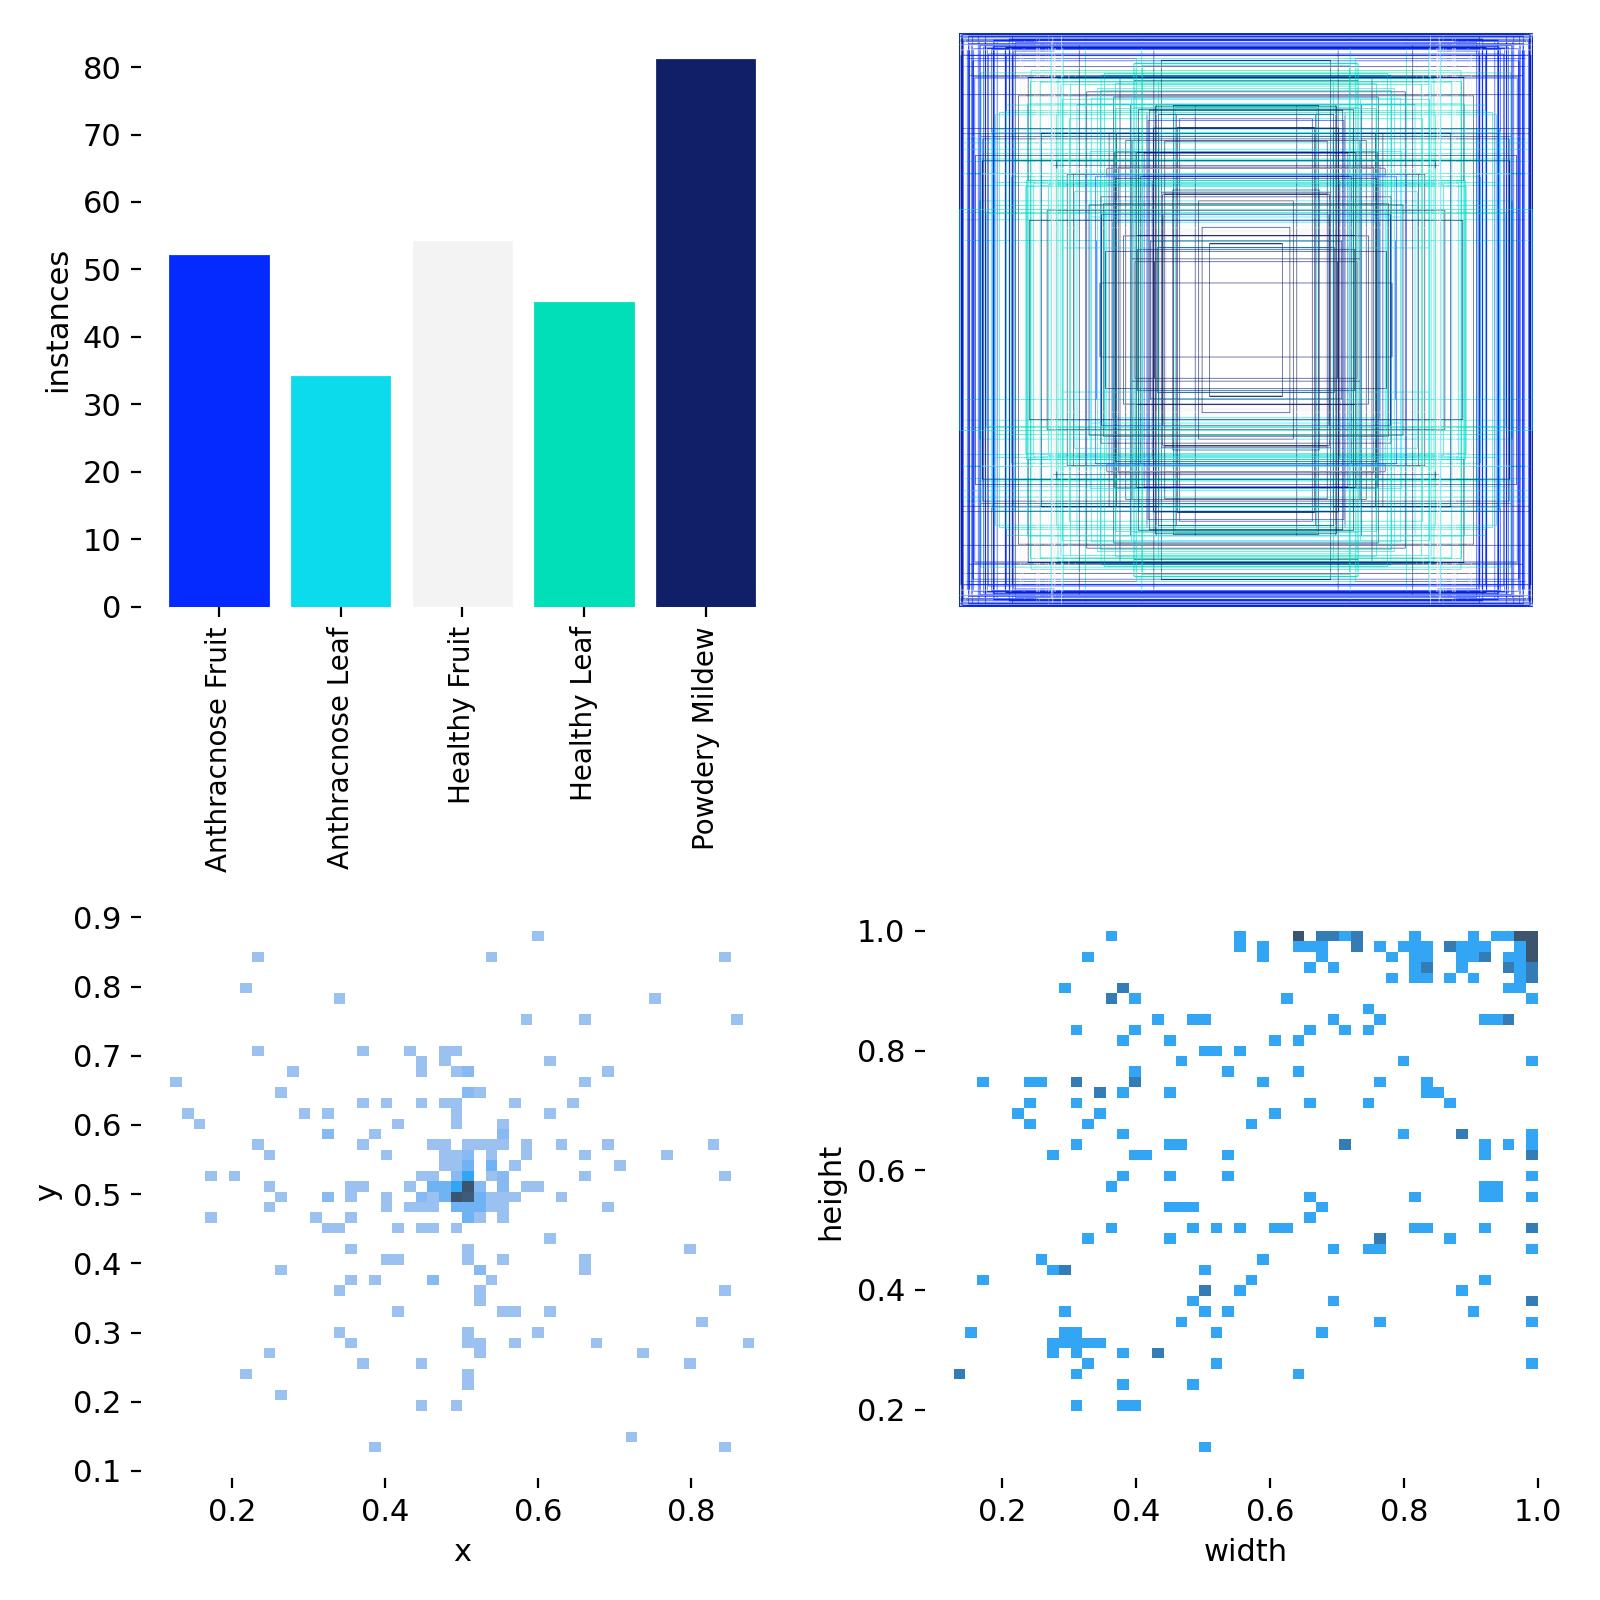 instances
80
70
60
50
40
30
20
10
0
Anthracnose Fruit
Anthracnose Leaf
Healthy Fruit
Healthy Leaf
Powdery Mildew
y
0.9
0.8
0.7
0.6
0.5
0.4
0.3
0.2
0.1
0.2 0.4 0.6 0.8
x
height
1.0
0.8
0.6
0.4
0.2
0.2 0.4 0.6 0.8 1.0
width